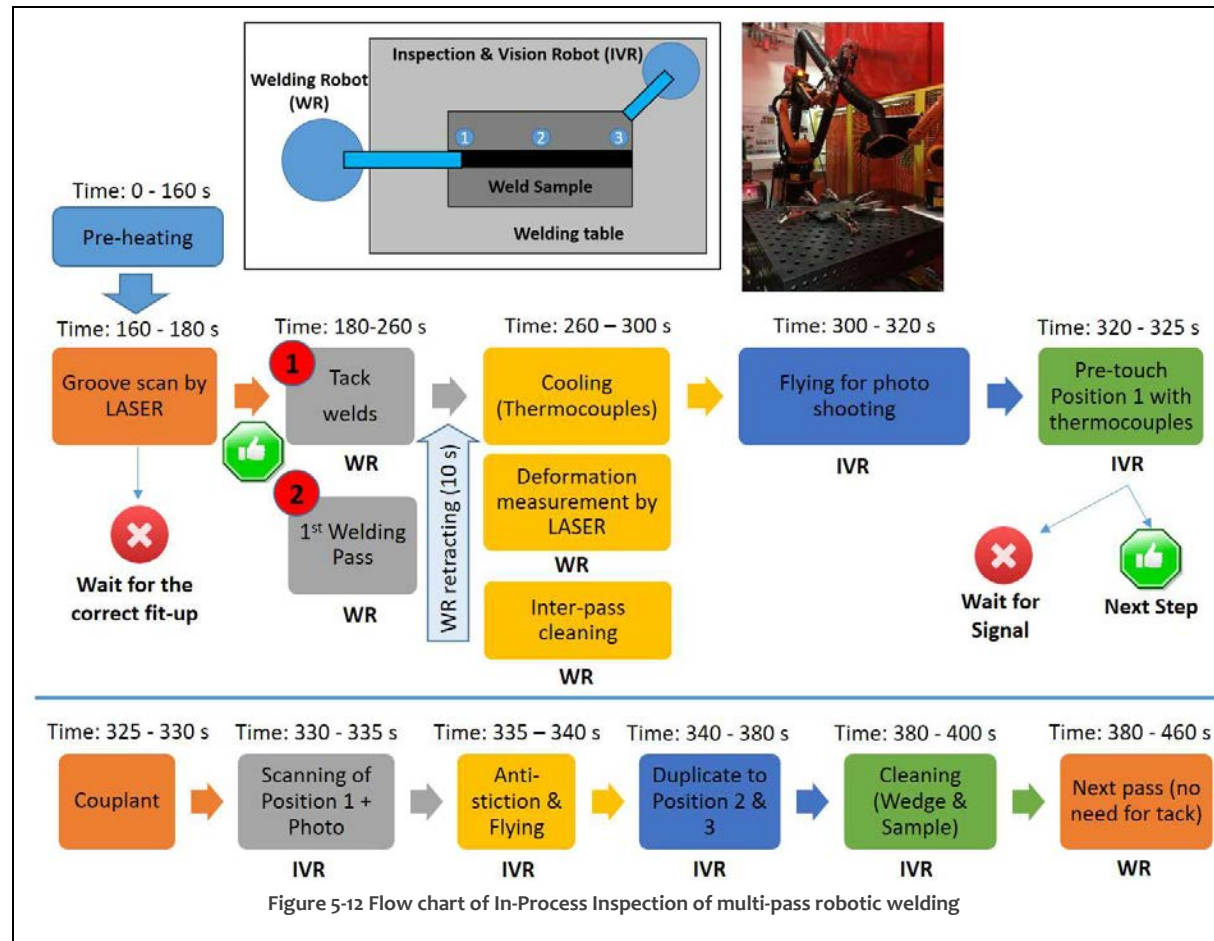 Inspection & Vision Robot (IVR)
Welding Robot
(WR)
1
2
3
Weld Sample
Welding table
Time: 0 - 160 s
Pre-heating
Time: 160 - 180 s
Groove scan by
LASER
Wait for the
correct fit-up
Time: 180-260 s
1
Tack
welds
WR
2
1st Welding
Pass
WR
WR retracting (10 s)
Time: 260 – 300 s
Cooling
(Thermocouples)
Deformation
measurement by
LASER
WR
Inter-pass
cleaning
WR
Time: 300 - 320 s
Flying for photo
shooting
IVR
Time: 320 - 325 s
Pre-touch
Position 1 with
thermocouples
IVR
Wait for
Signal
Next Step
Time: 325 - 330 s
Couplant
Time: 330 - 335 s
Scanning of
Position 1 +
Photo
IVR
Time: 335 – 340 s
Anti-
stiction &
Flying
IVR
Time: 340 - 380 s
Duplicate to
Position 2 &
3
IVR
Time: 380 - 400 s
Cleaning
(Wedge &
Sample)
IVR
Time: 380 - 460 s
Next pass (no
need for tack)
WR
Figure 5-12 Flow chart of In-Process Inspection of multi-pass robotic welding